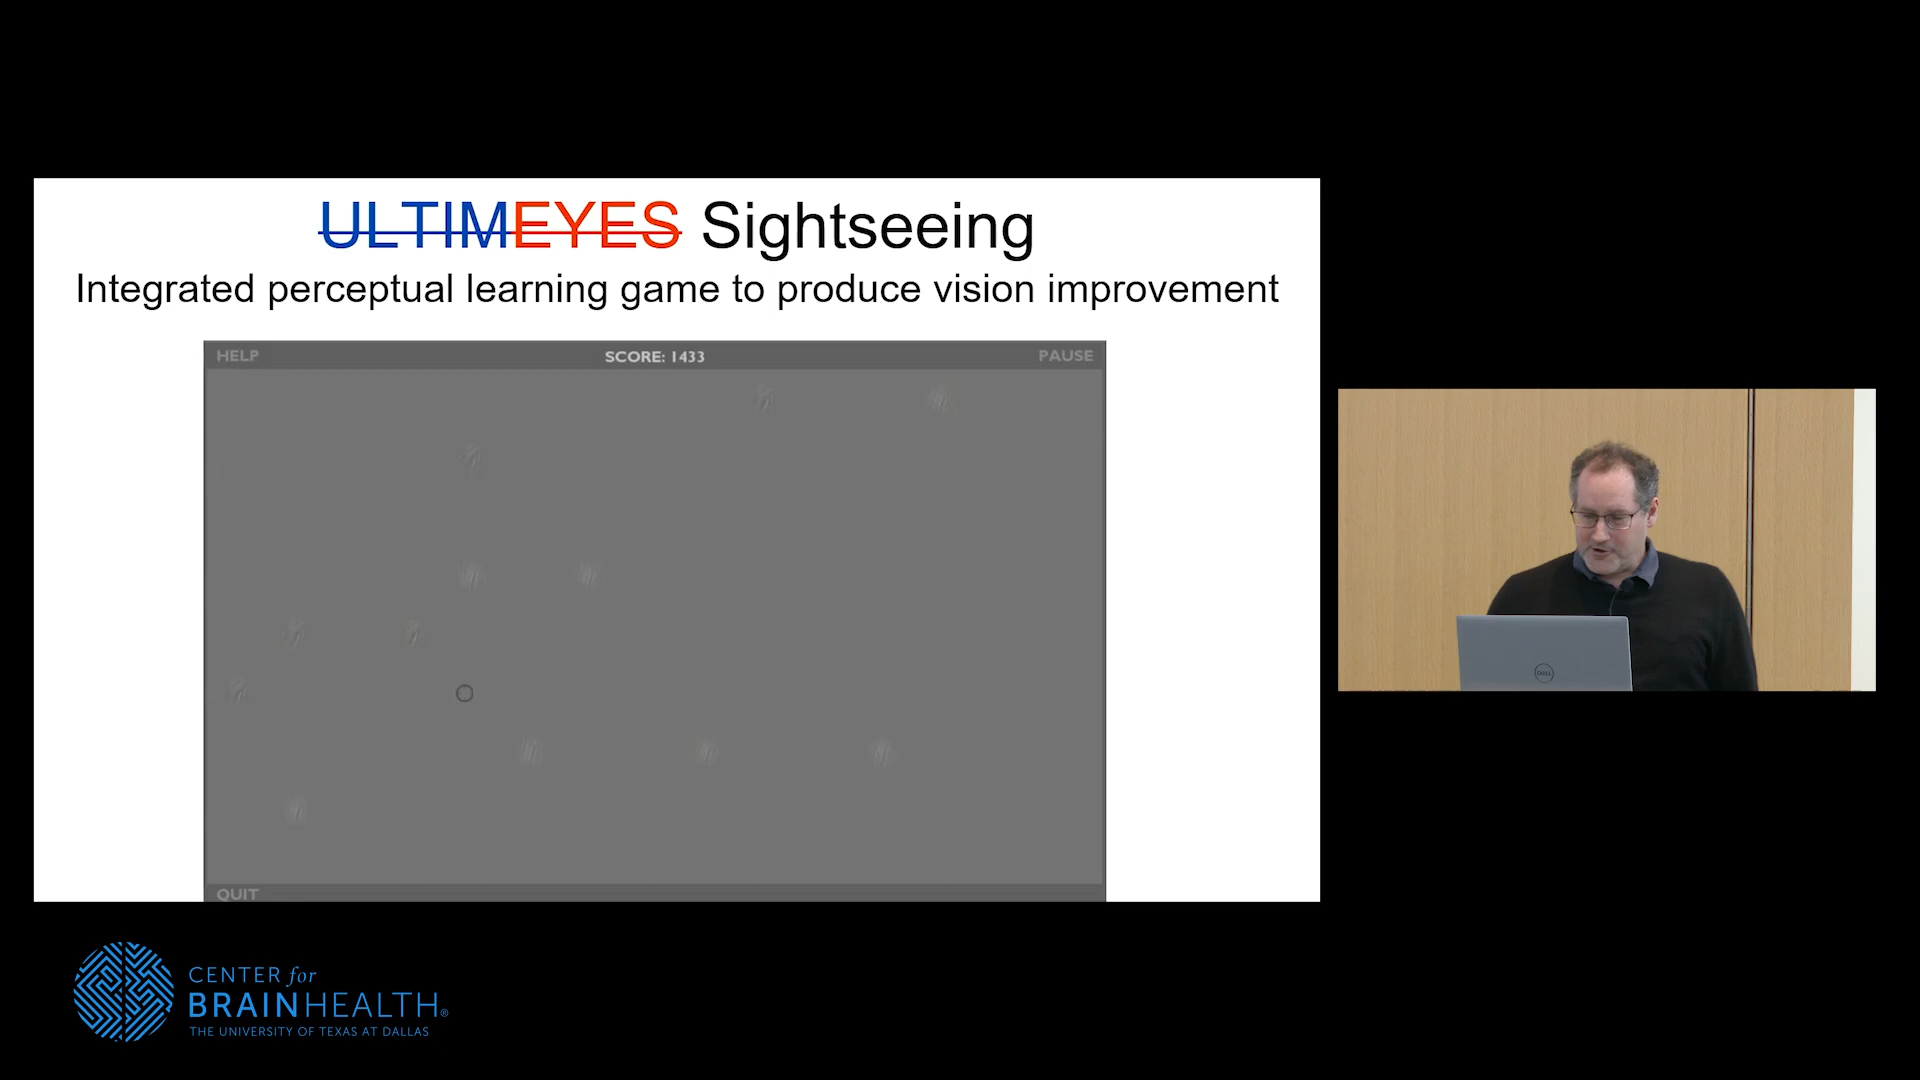 ULTIMEYES Sightseeing
Integrated perceptual learning game to produce vision improvement
HELP SCORE: 1433 PAUSE
QUIT
DELL
CENTER for
BRAINHEALTH®
THE UNIVERSITY OF TEXAS AT DALLAS